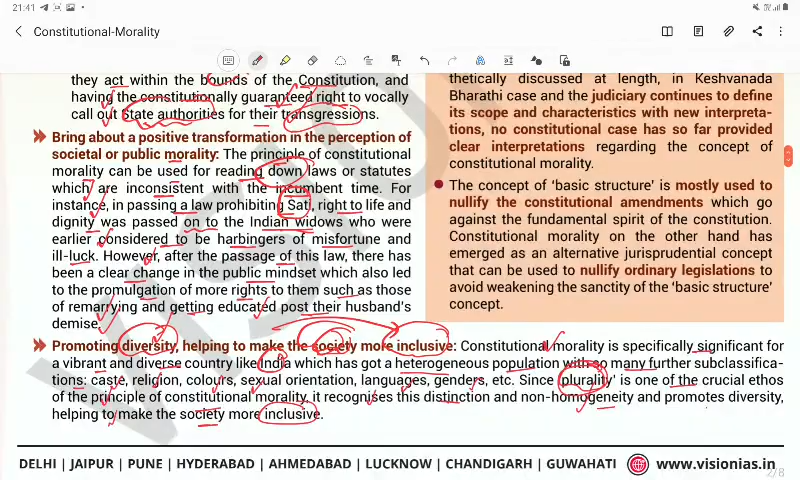 21:41
Constitutional-Morality
they act within the bounds of the Constitution, and
having the constitutionally guaranteed right to vocally
call out State authorities for their transgressions.
Bring about a positive transformation in the perception of
societal or public morality: The principle of constitutional
morality can be used for reading down laws or statutes
which are inconsistent with the incumbent time. For
instance, in passing a law prohibiting Sati, right to life and
dignity was passed on to the Indian widows who were
earlier considered to be harbingers of misfortune and
ill-luck. However, after the passage of this law, there has
been a clear change in the public mindset which also led
to the promulgation of more rights to them such as those
of remarrying and getting educated post their husband's
demise.
thetically discussed at length, in Keshvanada
Bharathi case and the judiciary continues to define
its scope and characteristics with new interpreta-
tions, no constitutional case has so far provided
clear interpretations regarding the concept of
constitutional morality.
The concept of 'basic structure' is mostly used to
nullify the constitutional amendments which go
against the fundamental spirit of the constitution.
Constitutional morality on the other hand has
emerged as an alternative jurisprudential concept
that can be used to nullify ordinary legislations to
avoid weakening the sanctity of the 'basic structure'
concept.
Promoting diversity, helping to make the society more inclusive: Constitutional morality is specifically significant for
a vibrant and diverse country like India which has got a heterogeneous population with so many further subclassifica-
tions: caste, religion, colours, sexual orientation, languages, genders, etc. Since 'plurality' is one of the crucial ethos
of the principle of constitutional morality, it recognises this distinction and non-homogeneity and promotes diversity,
helping to make the society more inclusive.
DELHI | JAIPUR | PUNE | HYDERABAD | AHMEDABAD | LUCKNOW | CHANDIGARH | GUWAHATI
www.visionias.in
2/8